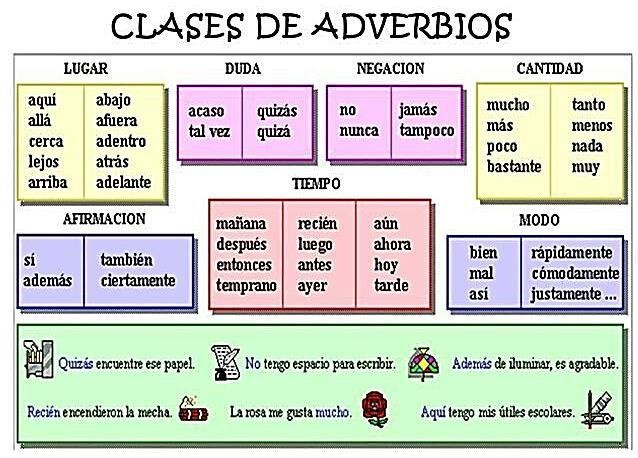 CLASES DE ADVERBIOS
LUGAR
aquí abajo
allá afuera
cerca adentro
lejos atrás
arriba adelante
DUDA
acaso quizás
tal vez quizá
NEGACION
no jamás
nunca tampoco
CANTIDAD
mucho tanto
más menos
poco nada
bastante muy
AFIRMACION
sí también
además ciertamente
TIEMPO
mañana recién aún
después luego ahora
entonces antes hoy
temprano ayer tarde
MODO
bien rápidamente
mal cómodamente
así justamente ...
Quizás encuentre ese papel.
No tengo espacio para escribir.
Además de iluminar, es agradable.
Recién encendieron la mecha.
La rosa me gusta mucho.
Aquí tengo mis útiles escolares.